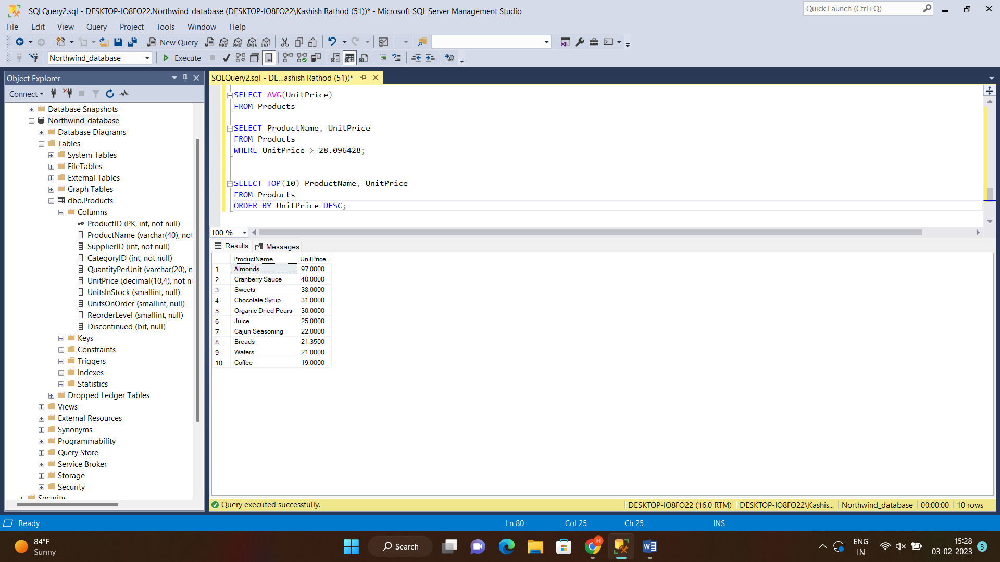 SQLQuery2.sql - DESKTOP-IO8FO22.Northwind_database (DESKTOP-IO8FO22\Kashish Rathod (51))* - Microsoft SQL Server Management Studio
Quick Launch (Ctrl+Q)
File Edit View Query Project Tools Window Help
New Query MDX DMX XMLA DAX
Northwind_database Execute
Object Explorer
Connect
Database Snapshots
Northwind_database
Database Diagrams
Tables
System Tables
FileTables
External Tables
Graph Tables
dbo.Products
Columns
ProductID (PK, int, not null)
ProductName (varchar(40), not
SupplierID (int, not null)
CategoryID (int, not null)
QuantityPerUnit (varchar(20), n
UnitPrice (decimal(10,4), not nu
UnitsInStock (smallint, null)
UnitsOnOrder (smallint, null)
ReorderLevel (smallint, null)
Discontinued (bit, null)
Keys
Constraints
Triggers
Indexes
Statistics
Dropped Ledger Tables
Views
External Resources
Synonyms
Programmability
Query Store
Service Broker
Storage
Security
Security
SQLQuery2.sql - DE...ashish Rathod (51))*
SELECT AVG(UnitPrice)
FROM Products
SELECT ProductName, UnitPrice
FROM Products
WHERE UnitPrice > 28.096428;
SELECT TOP(10) ProductName, UnitPrice
FROM Products
ORDER BY UnitPrice DESC;
100 %
Results Messages
ProductName UnitPrice
1 Almonds 97.0000
2 Cranberry Sauce 40.0000
3 Sweets 38.0000
4 Chocolate Syrup 31.0000
5 Organic Dried Pears 30.0000
6 Juice 25.0000
7 Cajun Seasoning 22.0000
8 Breads 21.3500
9 Wafers 21.0000
10 Coffee 19.0000
Query executed successfully. DESKTOP-IO8FO22 (16.0 RTM) DESKTOP-IO8FO22\Kashis... Northwind_database 00:00:00 10 rows
Ready Ln 80 Col 25 Ch 25 INS
84°F
Sunny
Search
H
ENG
IN
15:28
03-02-2023
3